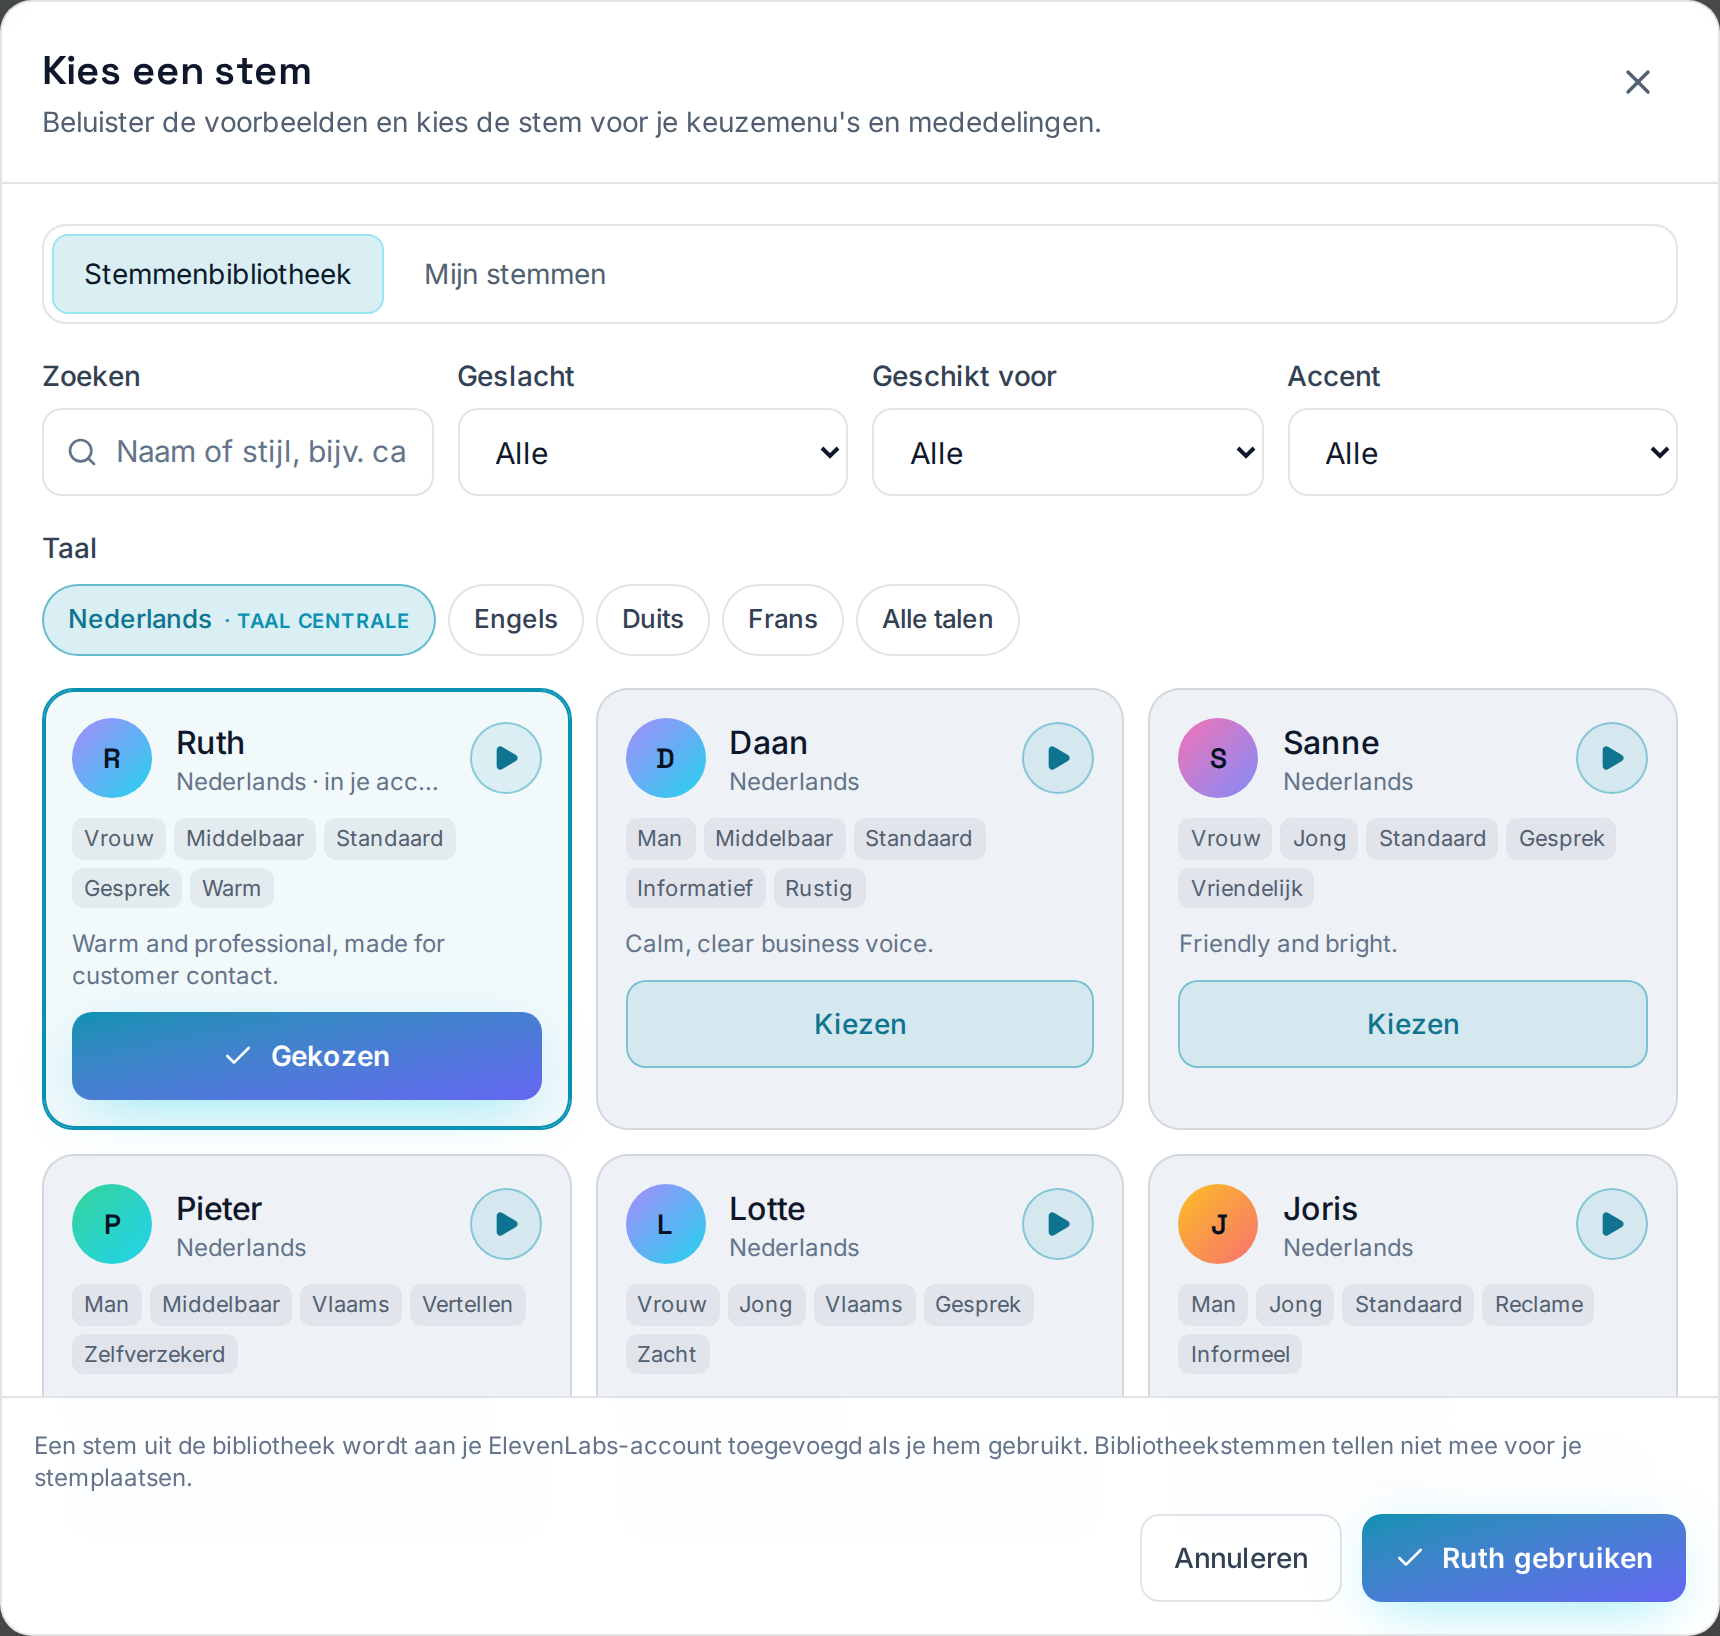 Kies een stem
Beluister de voorbeelden en kies de stem voor je keuzemenu's en mededelingen.
Stemmenbibliotheek Mijn stemmen
Zoeken Geslacht Geschikt voor Accent
Naam of stijl, bijv. ca Alle Alle Alle
Taal
Nederlands · TAAL CENTRALE Engels Duits Frans Alle talen
R Ruth
Nederlands · in je acc...
Vrouw Middelbaar Standaard
Gesprek Warm
Warm and professional, made for
customer contact.
Gekozen
D Daan
Nederlands
Man Middelbaar Standaard
Informatief Rustig
Calm, clear business voice.
Kiezen
S Sanne
Nederlands
Vrouw Jong Standaard Gesprek
Vriendelijk
Friendly and bright.
Kiezen
P Pieter
Nederlands
Man Middelbaar Vlaams Vertellen
Zelfverzekerd
L Lotte
Nederlands
Vrouw Jong Vlaams Gesprek
Zacht
J Joris
Nederlands
Man Jong Standaard Reclame
Informeel
Een stem uit de bibliotheek wordt aan je ElevenLabs-account toegevoegd als je hem gebruikt. Bibliotheekstemmen tellen niet mee voor je
stemplaatsen.
Annuleren Ruth gebruiken